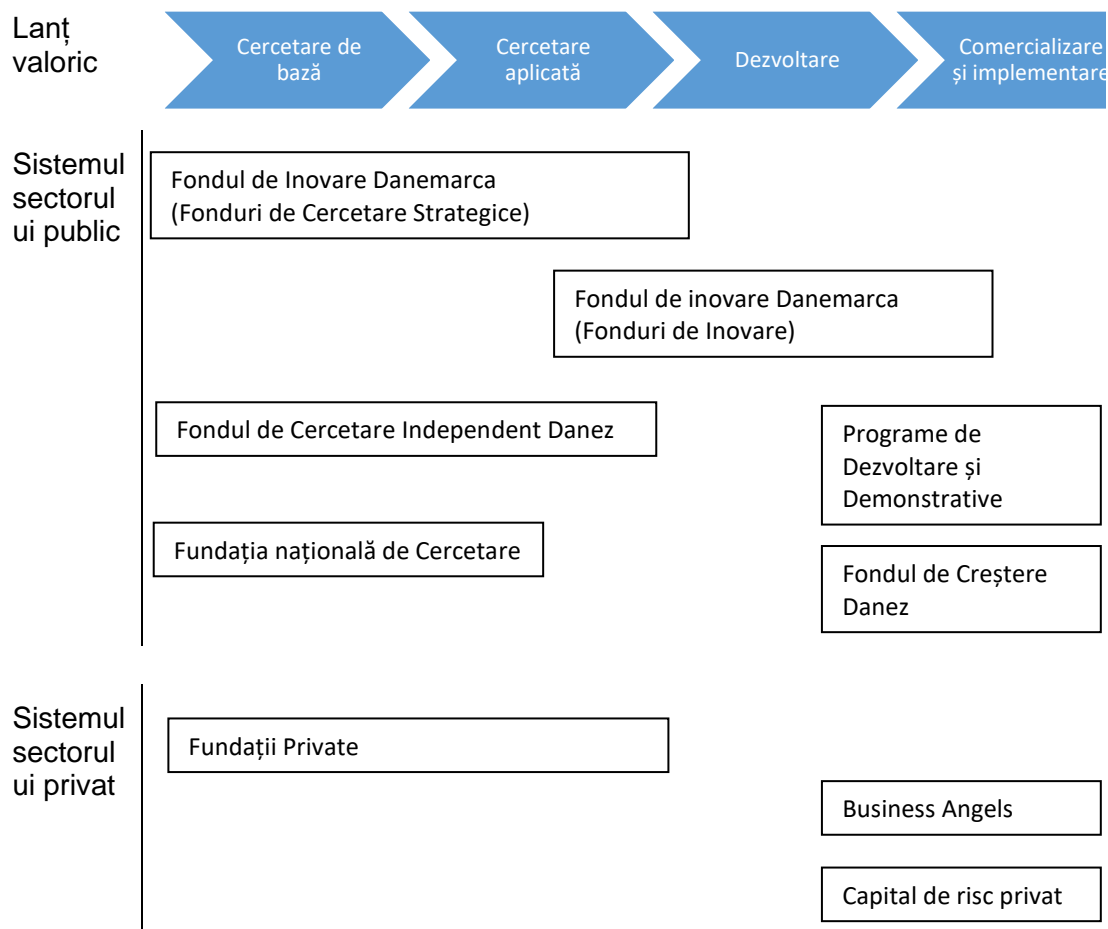 Lanț
valoric
Cercetare de
bază
Cercetare
aplicată
Dezvoltare
Comercializare
și implementare
Sistemul
sectorul
ui public
Fondul de Inovare Danemarca
(Fonduri de Cercetare Strategice)
Fondul de inovare Danemarca
(Fonduri de Inovare)
Fondul de Cercetare Independent Danez
Programe de
Dezvoltare și
Demonstrative
Fundația națională de Cercetare
Fondul de Creștere
Danez
Sistemul
sectorul
ui privat
Fundații Private
Business Angels
Capital de risc privat